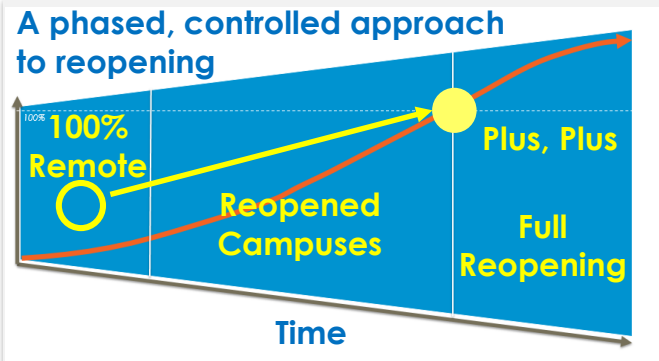 A phased, controlled approach
to reopening
100%
100%
Remote
Plus, Plus
Reopened
Campuses
Full
Reopening
Time